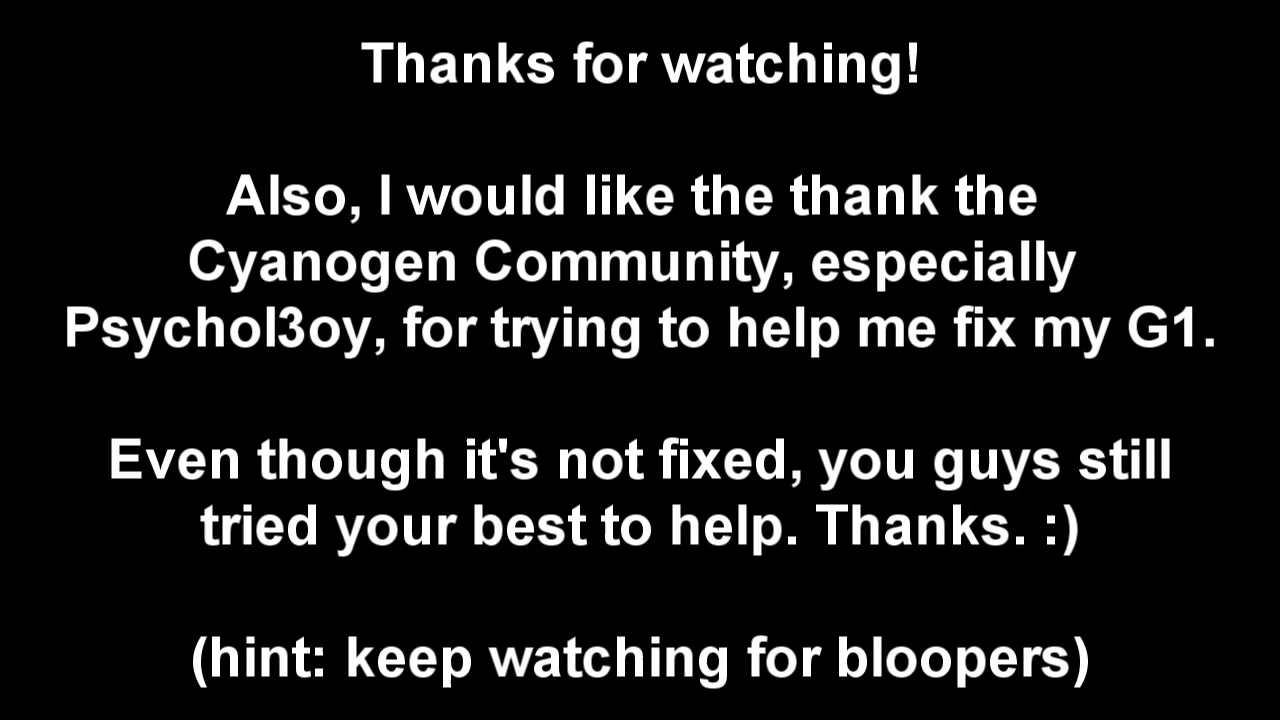 Thanks for watching!
Also, I would like the thank the
Cyanogen Community, especially
Psychol3oy, for trying to help me fix my G1.
Even though it's not fixed, you guys still
tried your best to help. Thanks. :)
(hint: keep watching for bloopers)